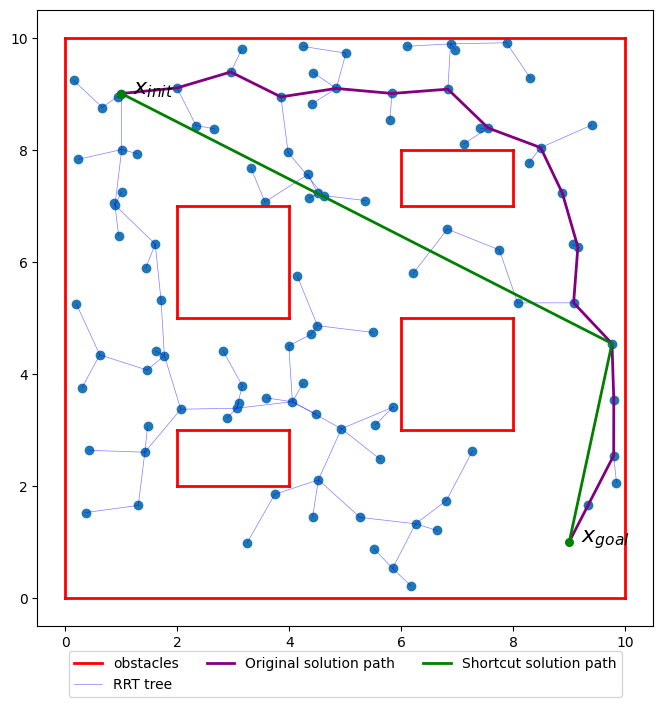 10
8
6
4
2
0
x_init
x_goal
0 2 4 6 8 10
obstacles Original solution path Shortcut solution path
RRT tree